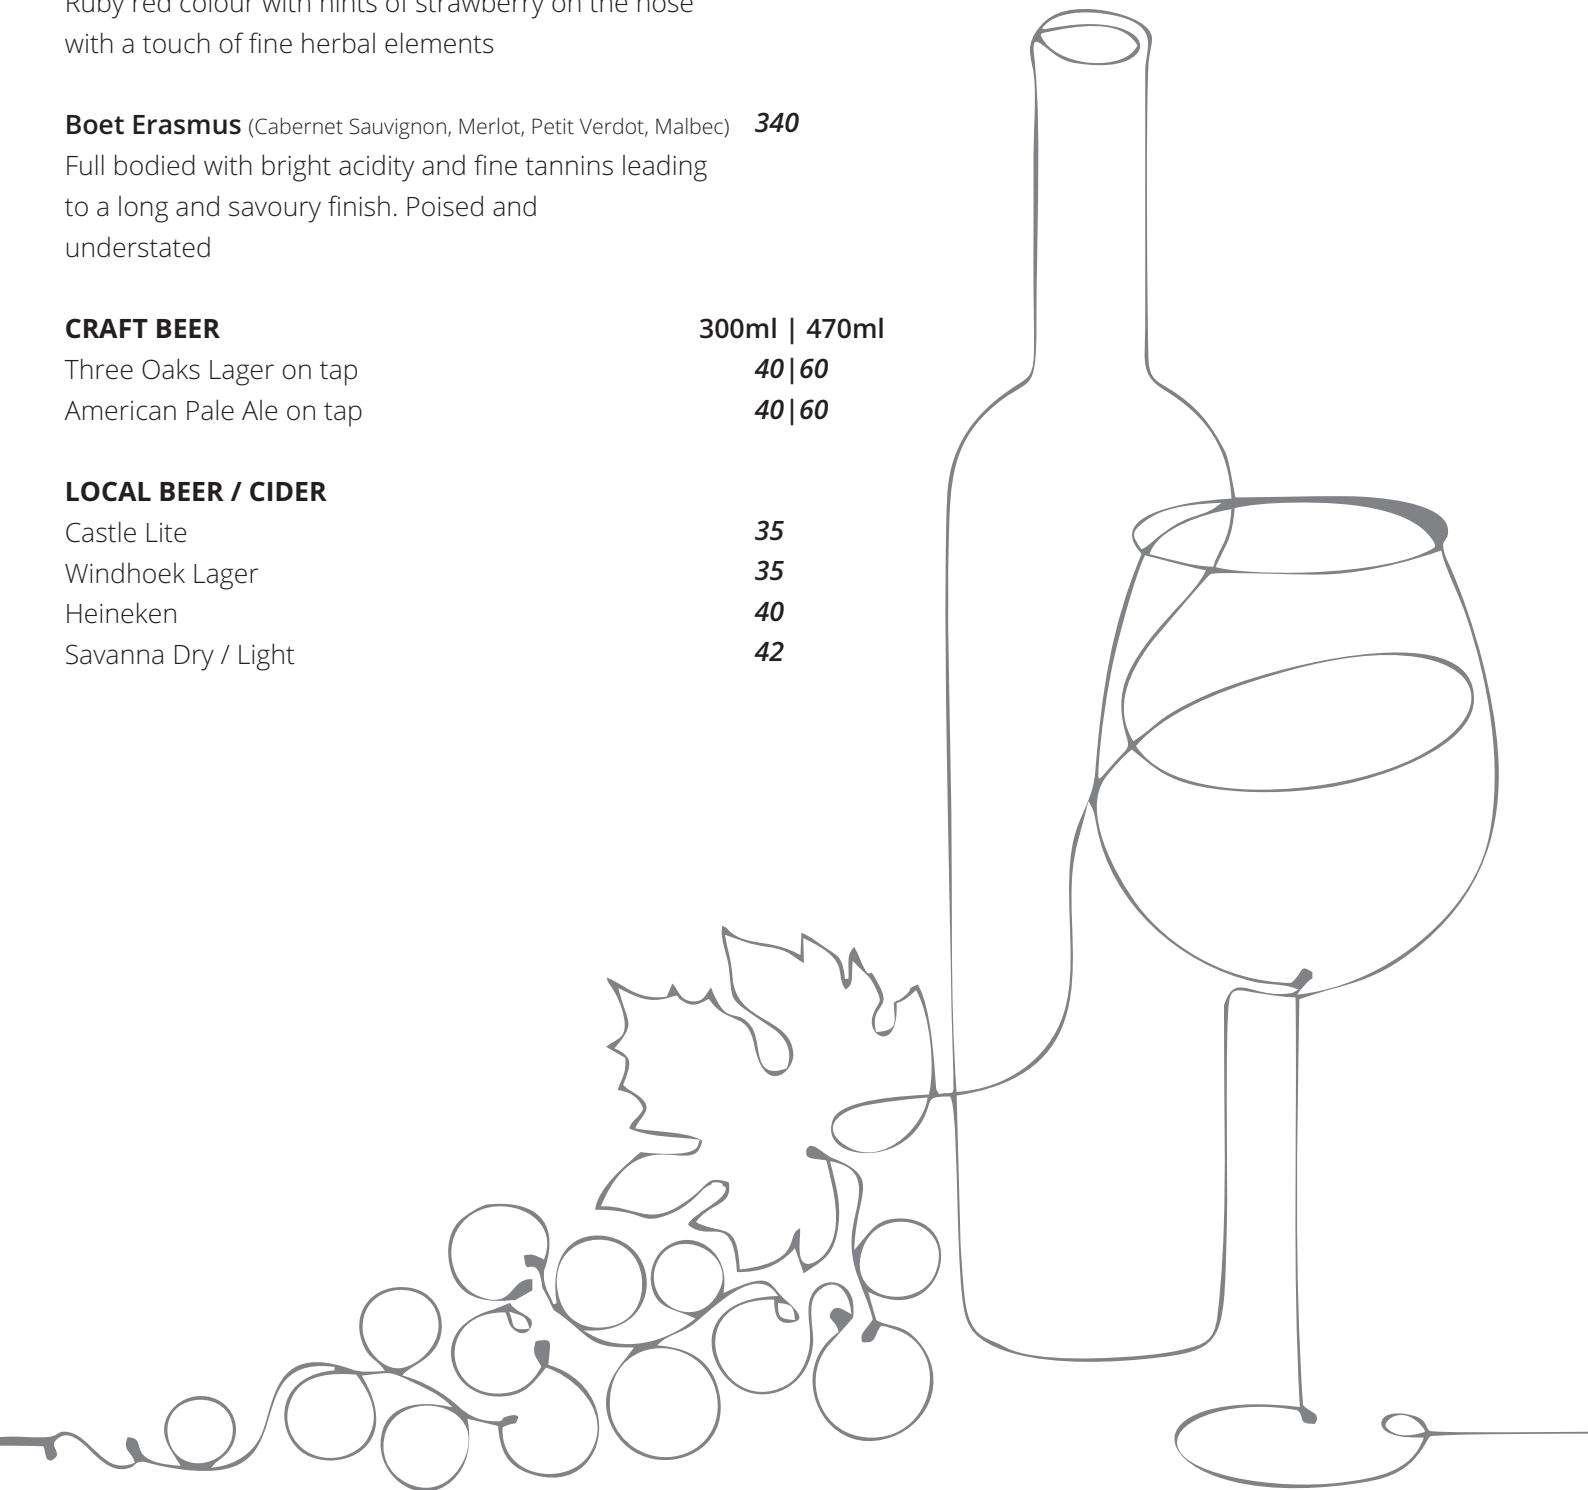 Ruby red colour with hints of strawberry on the nose
with a touch of fine herbal elements
Boet Erasmus (Cabernet Sauvignon, Merlot, Petit Verdot, Malbec) 340
Full bodied with bright acidity and fine tannins leading
to a long and savoury finish. Poised and
understated
CRAFT BEER 300ml | 470ml
Three Oaks Lager on tap 40|60
American Pale Ale on tap 40|60
LOCAL BEER / CIDER
Castle Lite 35
Windhoek Lager 35
Heineken 40
Savanna Dry / Light 42